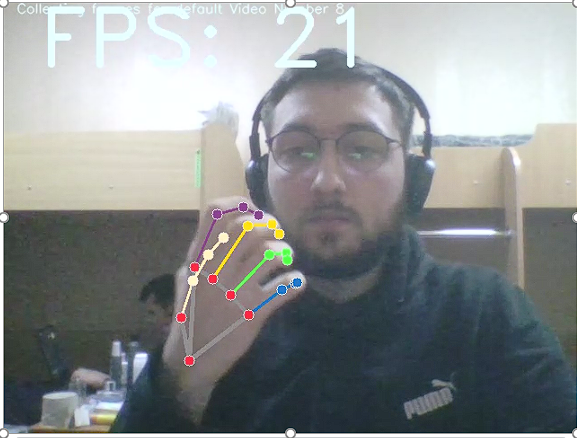 Collecting frames for default Video Number 8
FPS: 21
PUMA